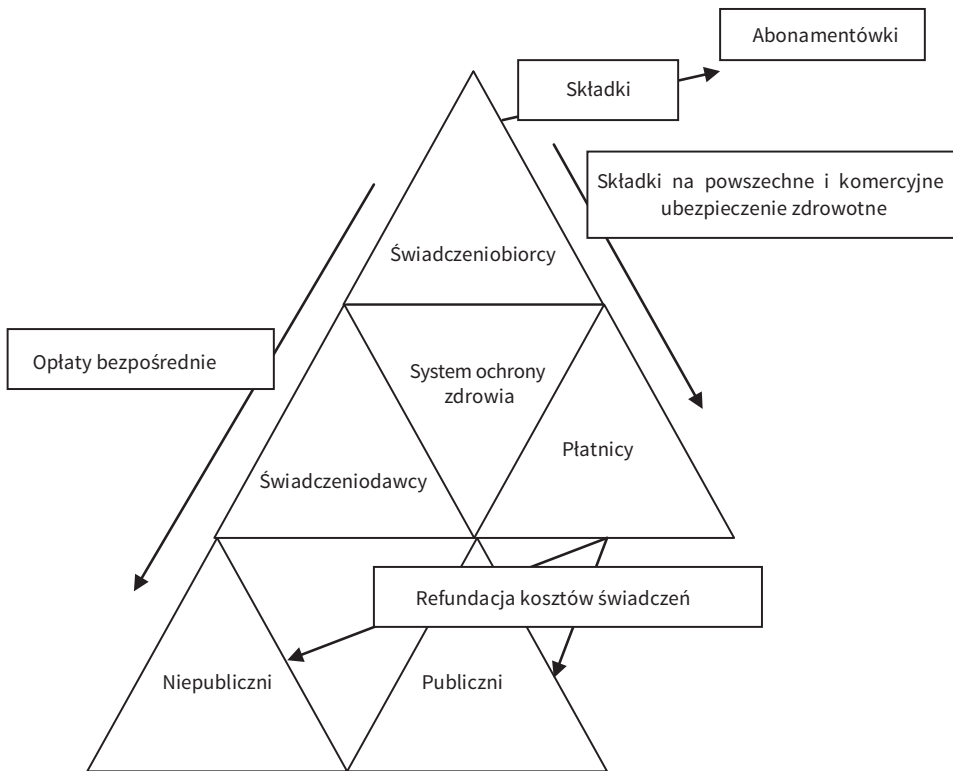 Abonamentówki
Składki
Składki na powszechne i komercyjne
ubezpieczenie zdrowotne
Świadczeniobiorcy
Opłaty bezpośrednie
System ochrony
zdrowia
Płatnicy
Świadczeniodawcy
Refundacja kosztów świadczeń
Niepubliczni
Publiczni